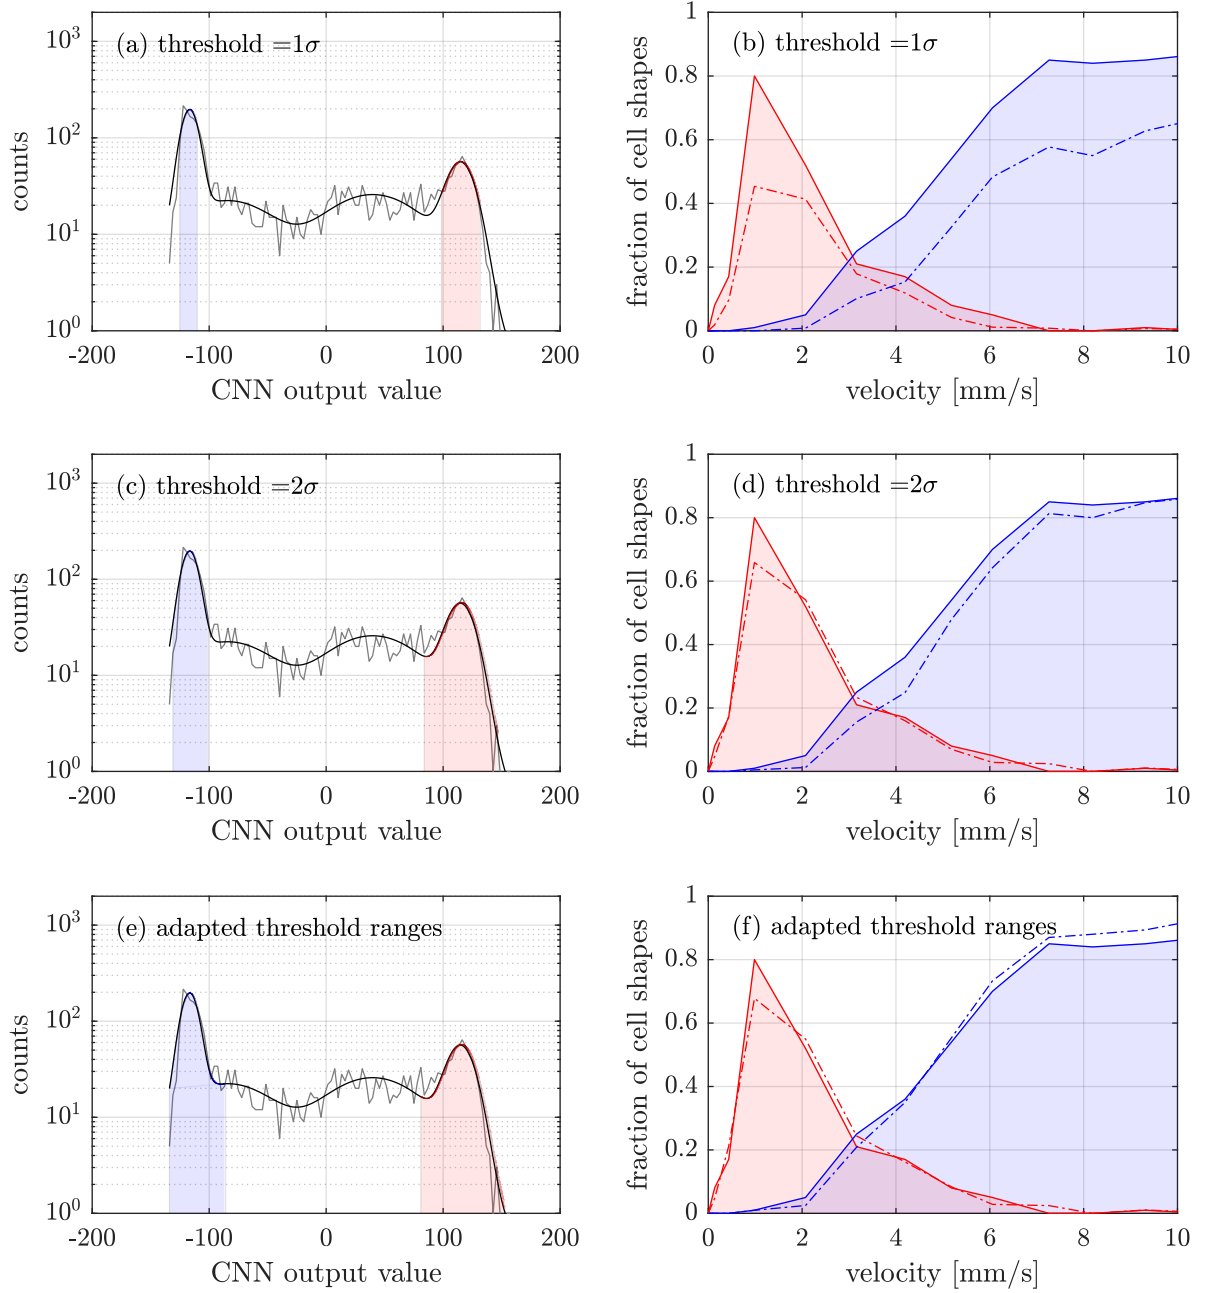 (a) threshold =1σ
10³
10²
10¹
10⁰
counts
-200 -100 0 100 200
CNN output value
(b) threshold =1σ
1
0.8
0.6
0.4
0.2
0
fraction of cell shapes
0 2 4 6 8 10
velocity [mm/s]
(c) threshold =2σ
10³
10²
10¹
10⁰
counts
-200 -100 0 100 200
CNN output value
(d) threshold =2σ
1
0.8
0.6
0.4
0.2
0
fraction of cell shapes
0 2 4 6 8 10
velocity [mm/s]
(e) adapted threshold ranges
10³
10²
10¹
10⁰
counts
-200 -100 0 100 200
CNN output value
(f) adapted threshold ranges
1
0.8
0.6
0.4
0.2
0
fraction of cell shapes
0 2 4 6 8 10
velocity [mm/s]